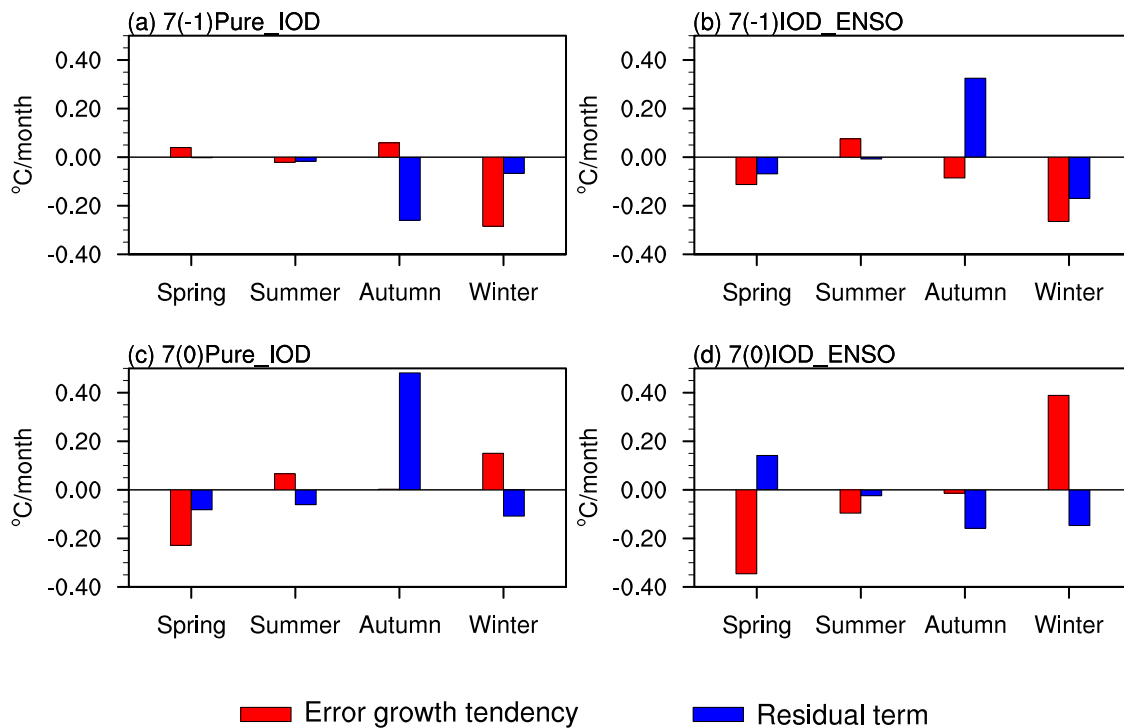 (a) 7(-1)Pure_IOD
(b) 7(-1)IOD_ENSO
°C/month
0.40
0.20
0.00
-0.20
-0.40
Spring Summer Autumn Winter
°C/month
0.40
0.20
0.00
-0.20
-0.40
Spring Summer Autumn Winter
(c) 7(0)Pure_IOD
(d) 7(0)IOD_ENSO
°C/month
0.40
0.20
0.00
-0.20
-0.40
Spring Summer Autumn Winter
°C/month
0.40
0.20
0.00
-0.20
-0.40
Spring Summer Autumn Winter
Error growth tendency
Residual term